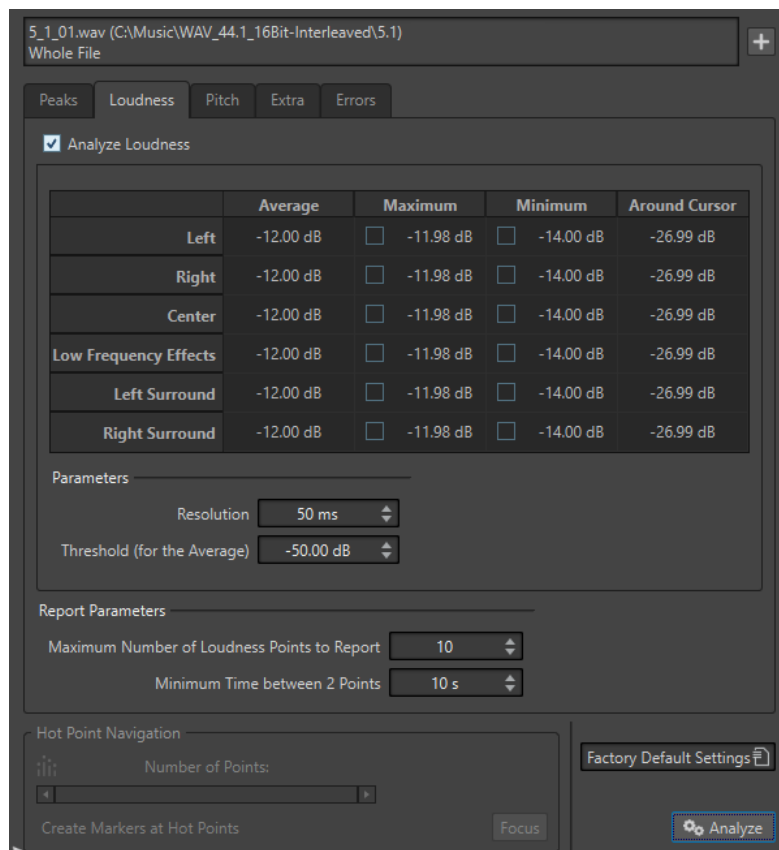 5_1_01.wav (C:\Music\WAV_44.1_16Bit-Interleaved\5.1)
Whole File
Peaks Loudness Pitch Extra Errors
Analyze Loudness
Average Maximum Minimum Around Cursor
Left -12.00 dB -11.98 dB -14.00 dB -26.99 dB
Right -12.00 dB -11.98 dB -14.00 dB -26.99 dB
Center -12.00 dB -11.98 dB -14.00 dB -26.99 dB
Low Frequency Effects -12.00 dB -11.98 dB -14.00 dB -26.99 dB
Left Surround -12.00 dB -11.98 dB -14.00 dB -26.99 dB
Right Surround -12.00 dB -11.98 dB -14.00 dB -26.99 dB
Parameters
Resolution 50 ms
Threshold (for the Average) -50.00 dB
Report Parameters
Maximum Number of Loudness Points to Report 10
Minimum Time between 2 Points 10 s
Hot Point Navigation
Number of Points:
Factory Default Settings
Create Markers at Hot Points Focus Analyze